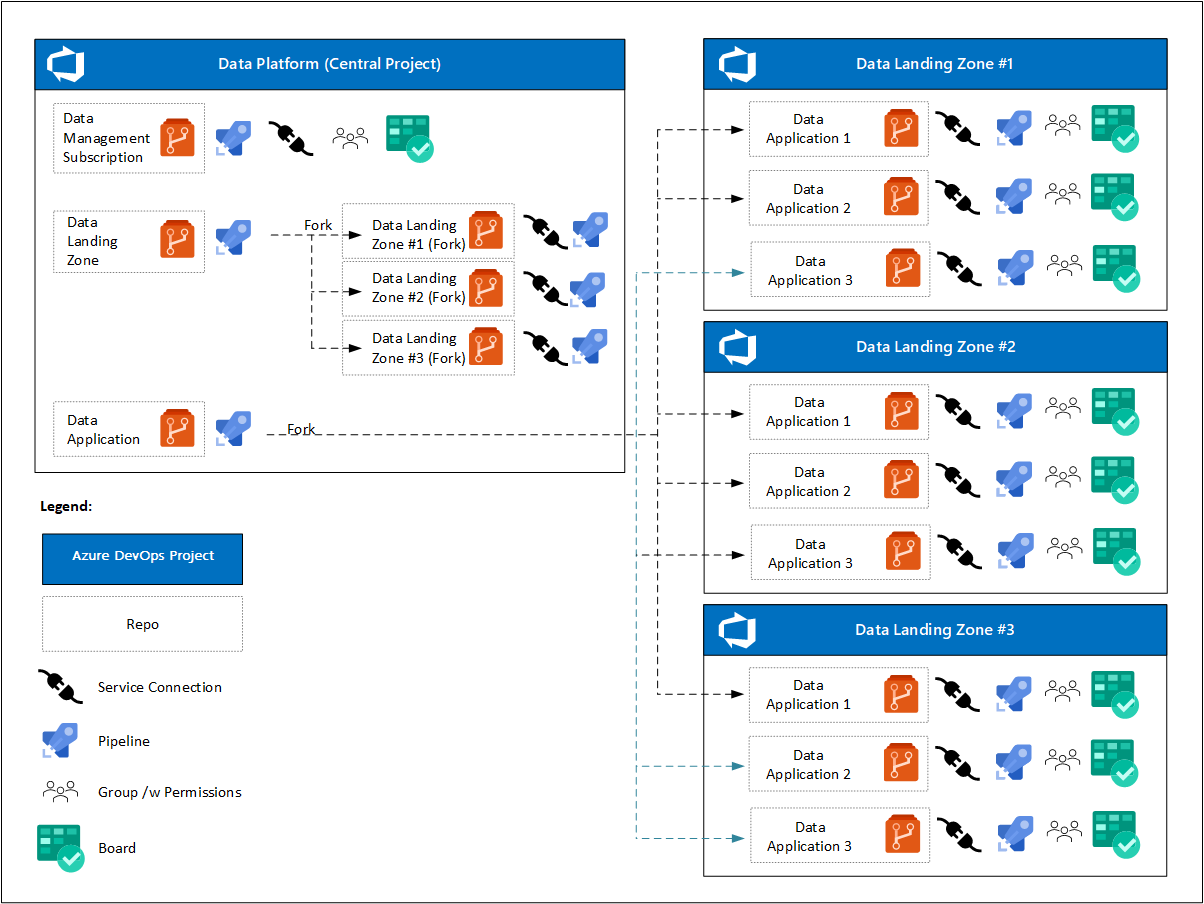 Data Platform (Central Project)
Data
Management
Subscription
Data
Landing
Zone
Fork
Data Landing
Zone #1 (Fork)
Data Landing
Zone #2 (Fork)
Data Landing
Zone #3 (Fork)
Data
Application
Fork
Data Landing Zone #1
Data
Application 1
Data
Application 2
Data
Application 3
Data Landing Zone #2
Data
Application 1
Data
Application 2
Data
Application 3
Data Landing Zone #3
Data
Application 1
Data
Application 2
Data
Application 3
Legend:
Azure DevOps Project
Repo
Service Connection
Pipeline
Group /w Permissions
Board